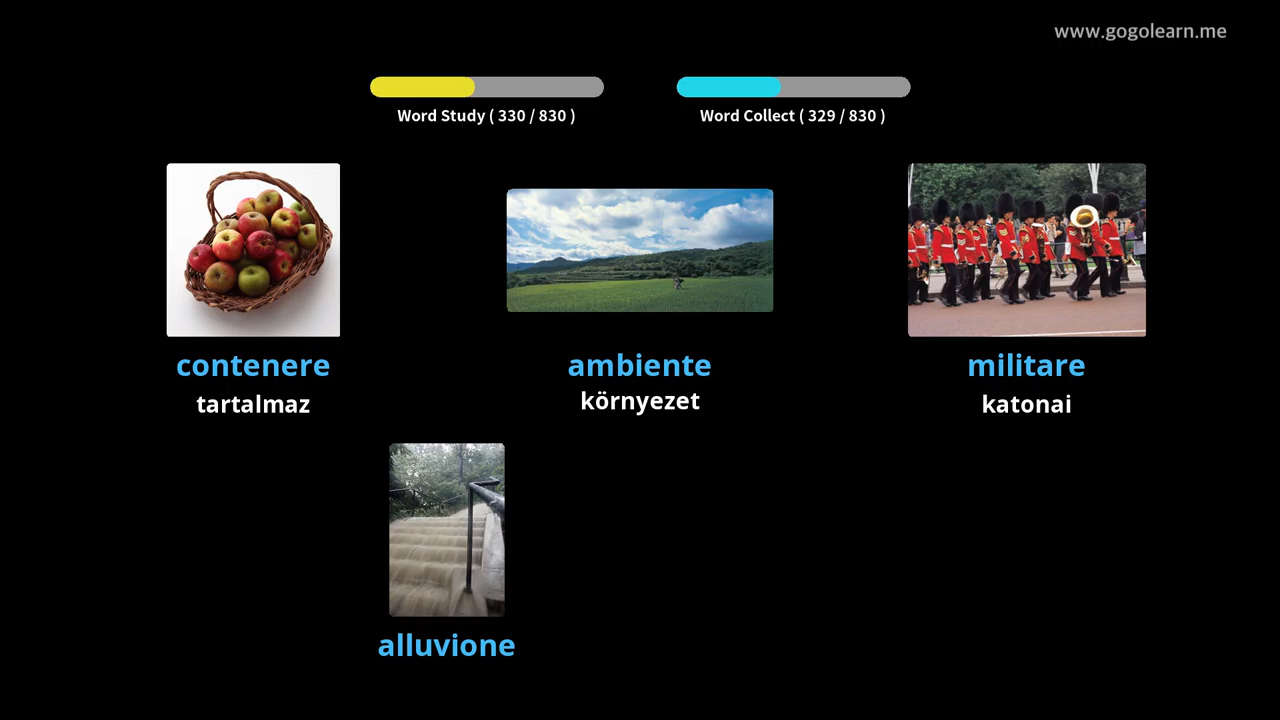 www.gogolearn.me
Word Study ( 330 / 830 )
Word Collect ( 329 / 830 )
contenere
tartalmaz
ambiente
környezet
militare
katonai
alluvione